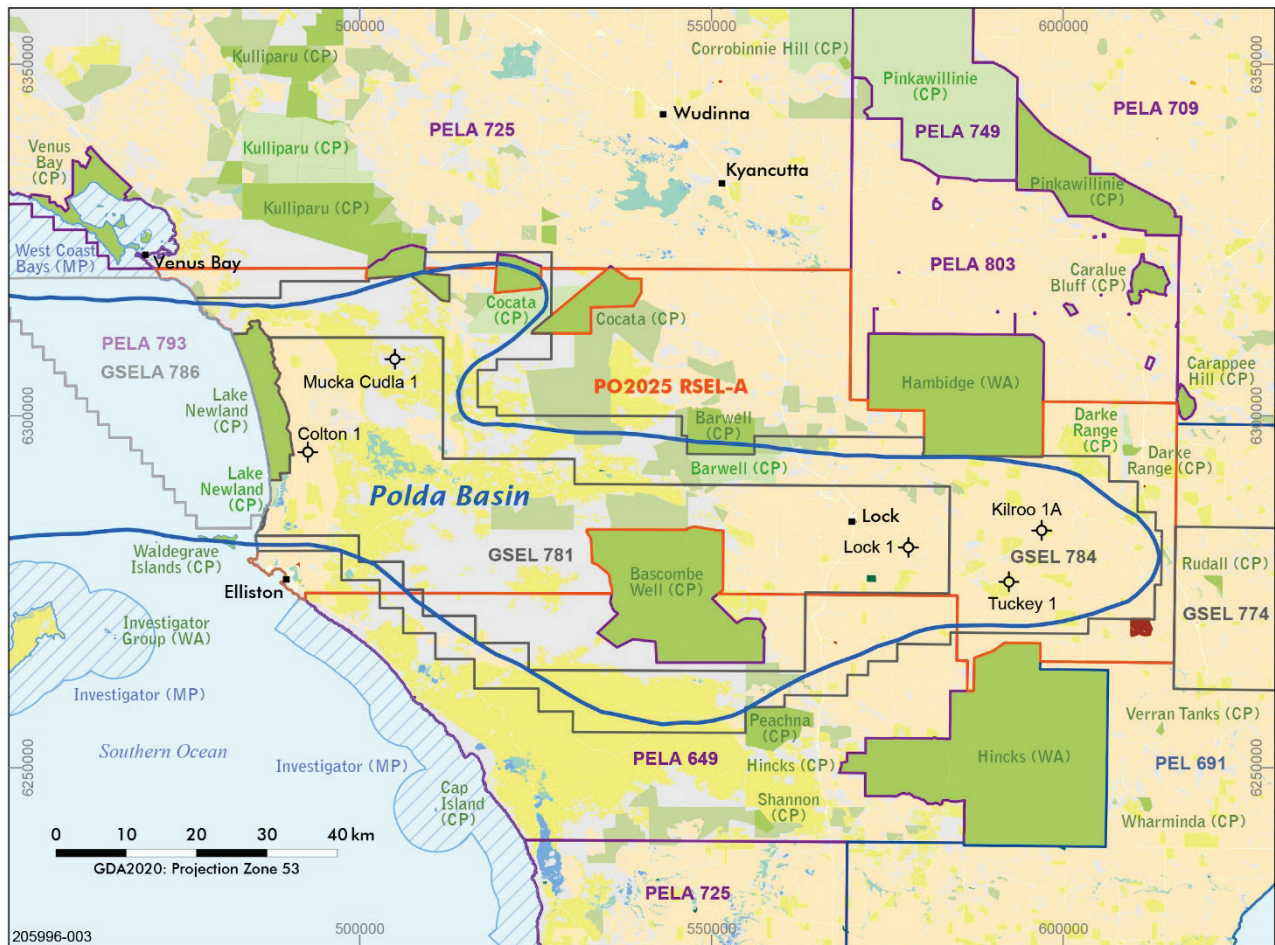 500000
550000
600000
6350000
6350000
Kulliparu (CP)
Corrobinnie Hill (CP)
Pinkawillinie
(CP)
PELA 709
Wudinna
PELA 725
PELA 749
Venus
Bay
(CP)
Kulliparu (CP)
Kyancutta
Pinkawillinie
(CP)
Kulliparu (CP)
West Coast
Bays (MP)
Venus Bay
PELA 803
Caralue
Bluff (CP)
Cocata
(CP)
Cocata (CP)
PELA 793
GSELA 786
Mucka Cudla 1
PO2025 RSEL-A
Hambidge (WA)
Carappee
Hill (CP)
6300000
6300000
Lake
Newland
(CP)
Barwell
(CP)
Darke
Range
(CP)
Colton 1
Barwell (CP)
Darke
Range (CP)
Lake
Newland
(CP)
Polda Basin
Lock
Kilroo 1A
Waldegrave
Islands (CP)
GSEL 781
Lock 1
GSEL 784
Rudall (CP)
Elliston
Bascombe
Well (CP)
Tuckey 1
GSEL 774
Investigator
Group (WA)
Investigator (MP)
Peachna
(CP)
Verran Tanks (CP)
Southern Ocean
Investigator (MP)
PELA 649
Hincks (CP)
Hincks (WA)
PEL 691
6250000
6250000
Cap
Island
(CP)
Shannon
(CP)
Wharminda (CP)
0 10 20 30 40 km
GDA2020: Projection Zone 53
PELA 725
205996-003
500000
550000
600000